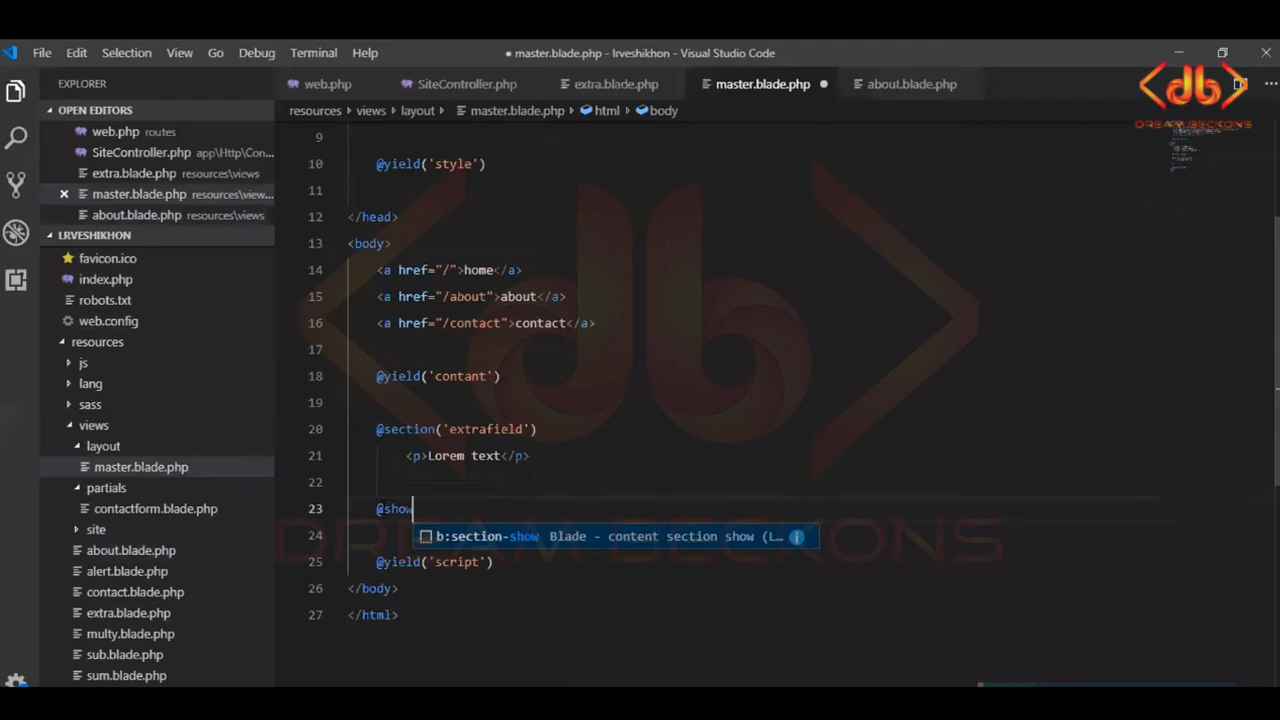 File Edit Selection View Go Debug Terminal Help
● master.blade.php - lrveshikhon - Visual Studio Code
EXPLORER
OPEN EDITORS
web.php routes
SiteController.php app\Http\Con...
extra.blade.php resources\views
master.blade.php resources\view...
about.blade.php resources\views
LRVESHIKHON
favicon.ico
index.php
robots.txt
web.config
resources
js
lang
sass
views
layout
master.blade.php
partials
contactform.blade.php
site
about.blade.php
alert.blade.php
contact.blade.php
extra.blade.php
multy.blade.php
sub.blade.php
sum.blade.php
web.php SiteController.php extra.blade.php master.blade.php ● about.blade.php
resources views layout master.blade.php html body
DREAM BECKONS
9
10 @yield('style')
11
12 </head>
13 <body>
14 <a href="/">home</a>
15 <a href="/about">about</a>
16 <a href="/contact">contact</a>
17
18 @yield('contant')
19
20 @section('extrafield')
21 <p>Lorem text</p>
22
23 @show
b:section-show Blade - content section show (L…
24
25 @yield('script')
26 </body>
27 </html>
DREAM BECKONS